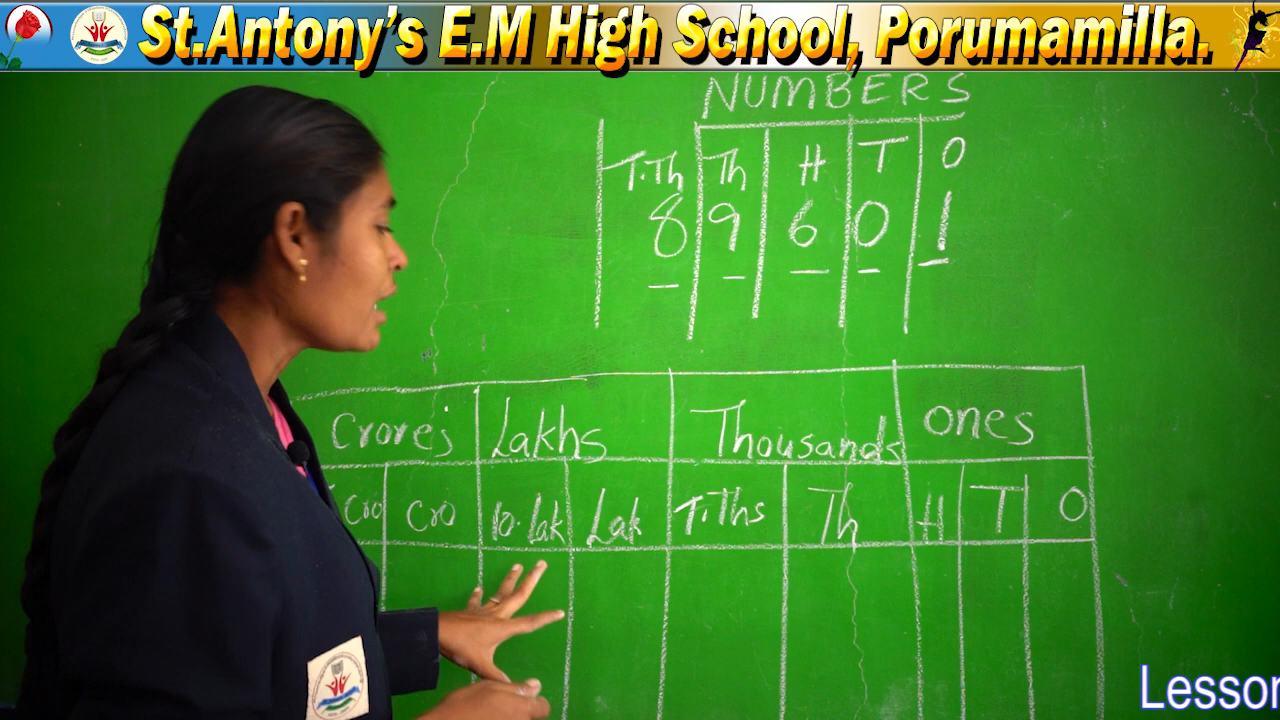 St.Antony's E.M High School, Porumamilla.
NUMBERS
T.Th Th H T O
8 9 6 0 1
Crores Lakhs Thousands ones
Cro Cro 10.lak Lak T.Ths Th H T O
Lesson